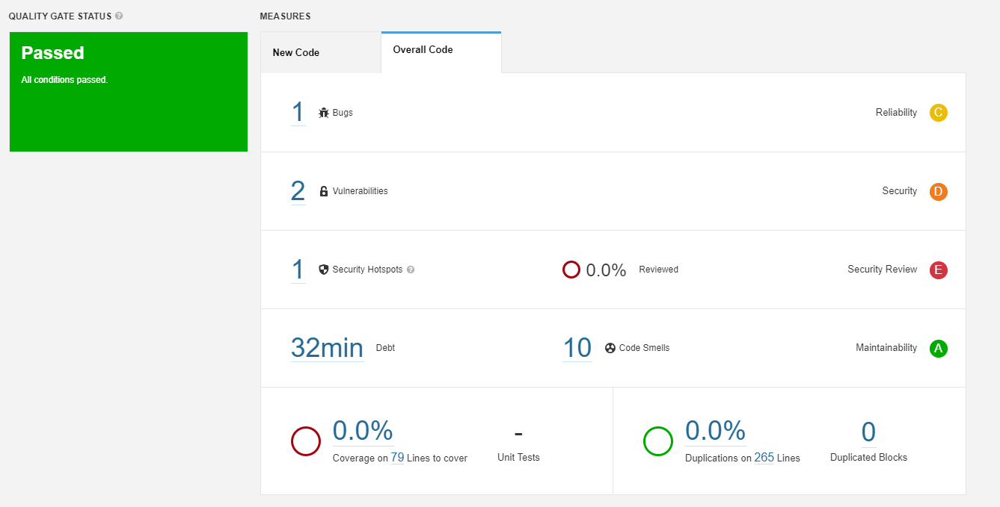 QUALITY GATE STATUS ?
MEASURES
Passed
All conditions passed.
New Code
Overall Code
1 Bugs
Reliability C
2 Vulnerabilities
Security D
1 Security Hotspots ?
0.0% Reviewed
Security Review E
32min Debt
10 Code Smells
Maintainability A
0.0%
Coverage on 79 Lines to cover
-
Unit Tests
0.0%
Duplications on 265 Lines
0
Duplicated Blocks